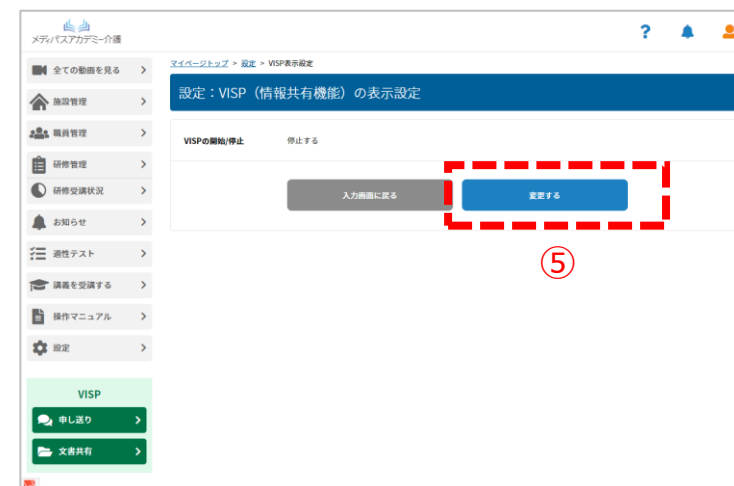 メディパスアカデミー介護
?
全ての動画を見る
施設管理
職員管理
研修管理
研修受講状況
お知らせ
適性テスト
講義を受講する
操作マニュアル
設定
VISP
申し送り
文書共有
マイページトップ > 設定 > VISP表示設定
設定：VISP（情報共有機能）の表示設定
VISPの開始/停止 停止する
入力画面に戻る 変更する
⑤